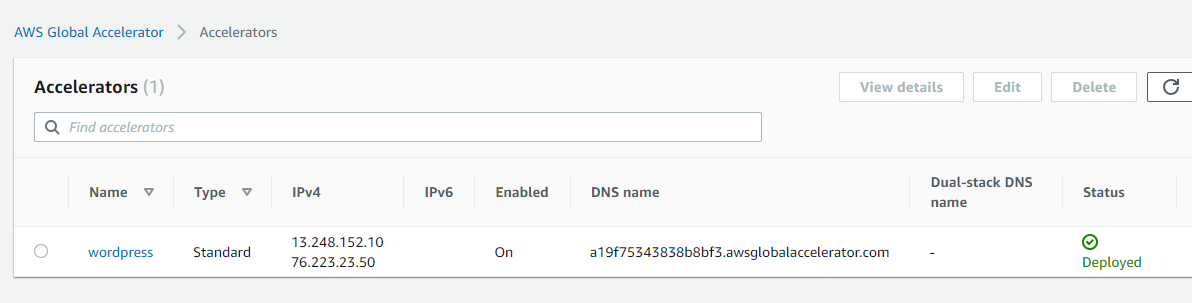 AWS Global Accelerator > Accelerators
Accelerators (1)
View details
Edit
Delete
Find accelerators
Name
Type
IPv4
IPv6
Enabled
DNS name
Dual-stack DNS
name
Status
wordpress
Standard
13.248.152.10
76.223.23.50
On
a19f75343838b8bf3.awsglobalaccelerator.com
-
Deployed